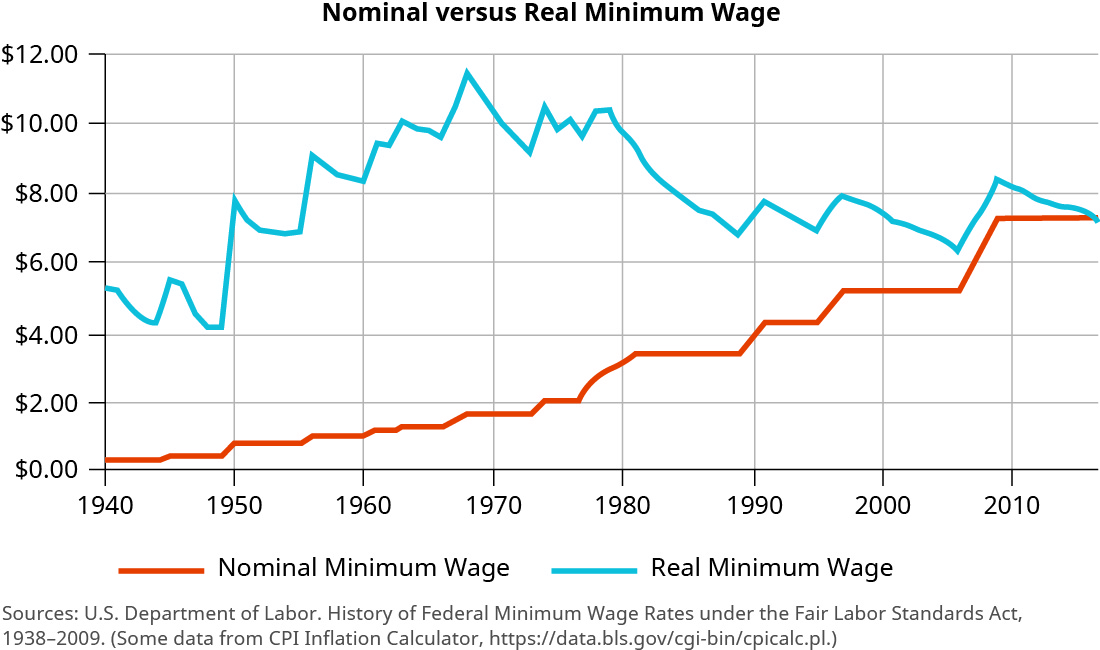 Nominal versus Real Minimum Wage
$12.00
$10.00
$8.00
$6.00
$4.00
$2.00
$0.00
1940 1950 1960 1970 1980 1990 2000 2010
Nominal Minimum Wage Real Minimum Wage
Sources: U.S. Department of Labor. History of Federal Minimum Wage Rates under the Fair Labor Standards Act,
1938–2009. (Some data from CPI Inflation Calculator, https://data.bls.gov/cgi-bin/cpicalc.pl.)